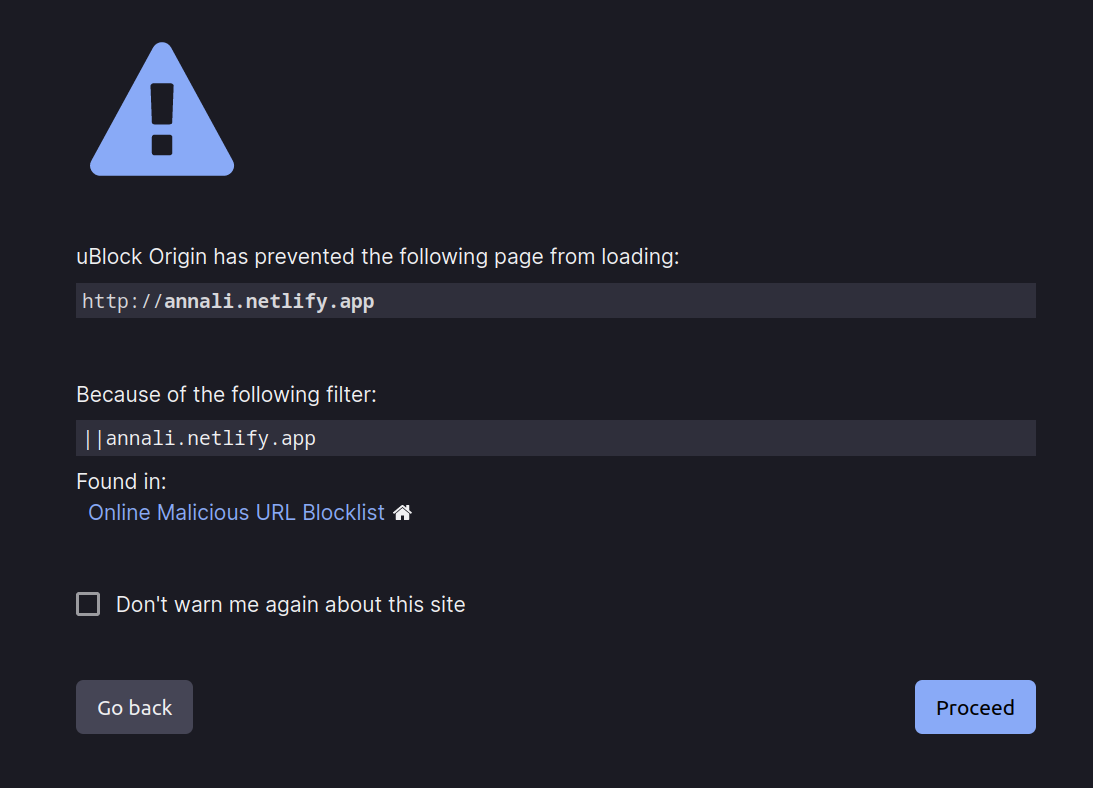 uBlock Origin has prevented the following page from loading:
http://annali.netlify.app
Because of the following filter:
||annali.netlify.app
Found in:
Online Malicious URL Blocklist
Don't warn me again about this site
Go back
Proceed